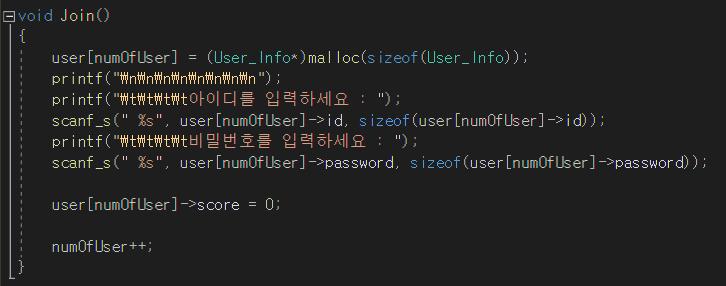 void Join()
{
user[numOfUser] = (User_Info*)malloc(sizeof(User_Info));
printf("₩n₩n₩n₩n₩n₩n₩n");
printf("₩t₩t₩t₩t아이디를 입력하세요 : ");
scanf_s(" %s", user[numOfUser]->id, sizeof(user[numOfUser]->id));
printf("₩t₩t₩t₩t비밀번호를 입력하세요 : ");
scanf_s(" %s", user[numOfUser]->password, sizeof(user[numOfUser]->password));
user[numOfUser]->score = 0;
numOfUser++;
}